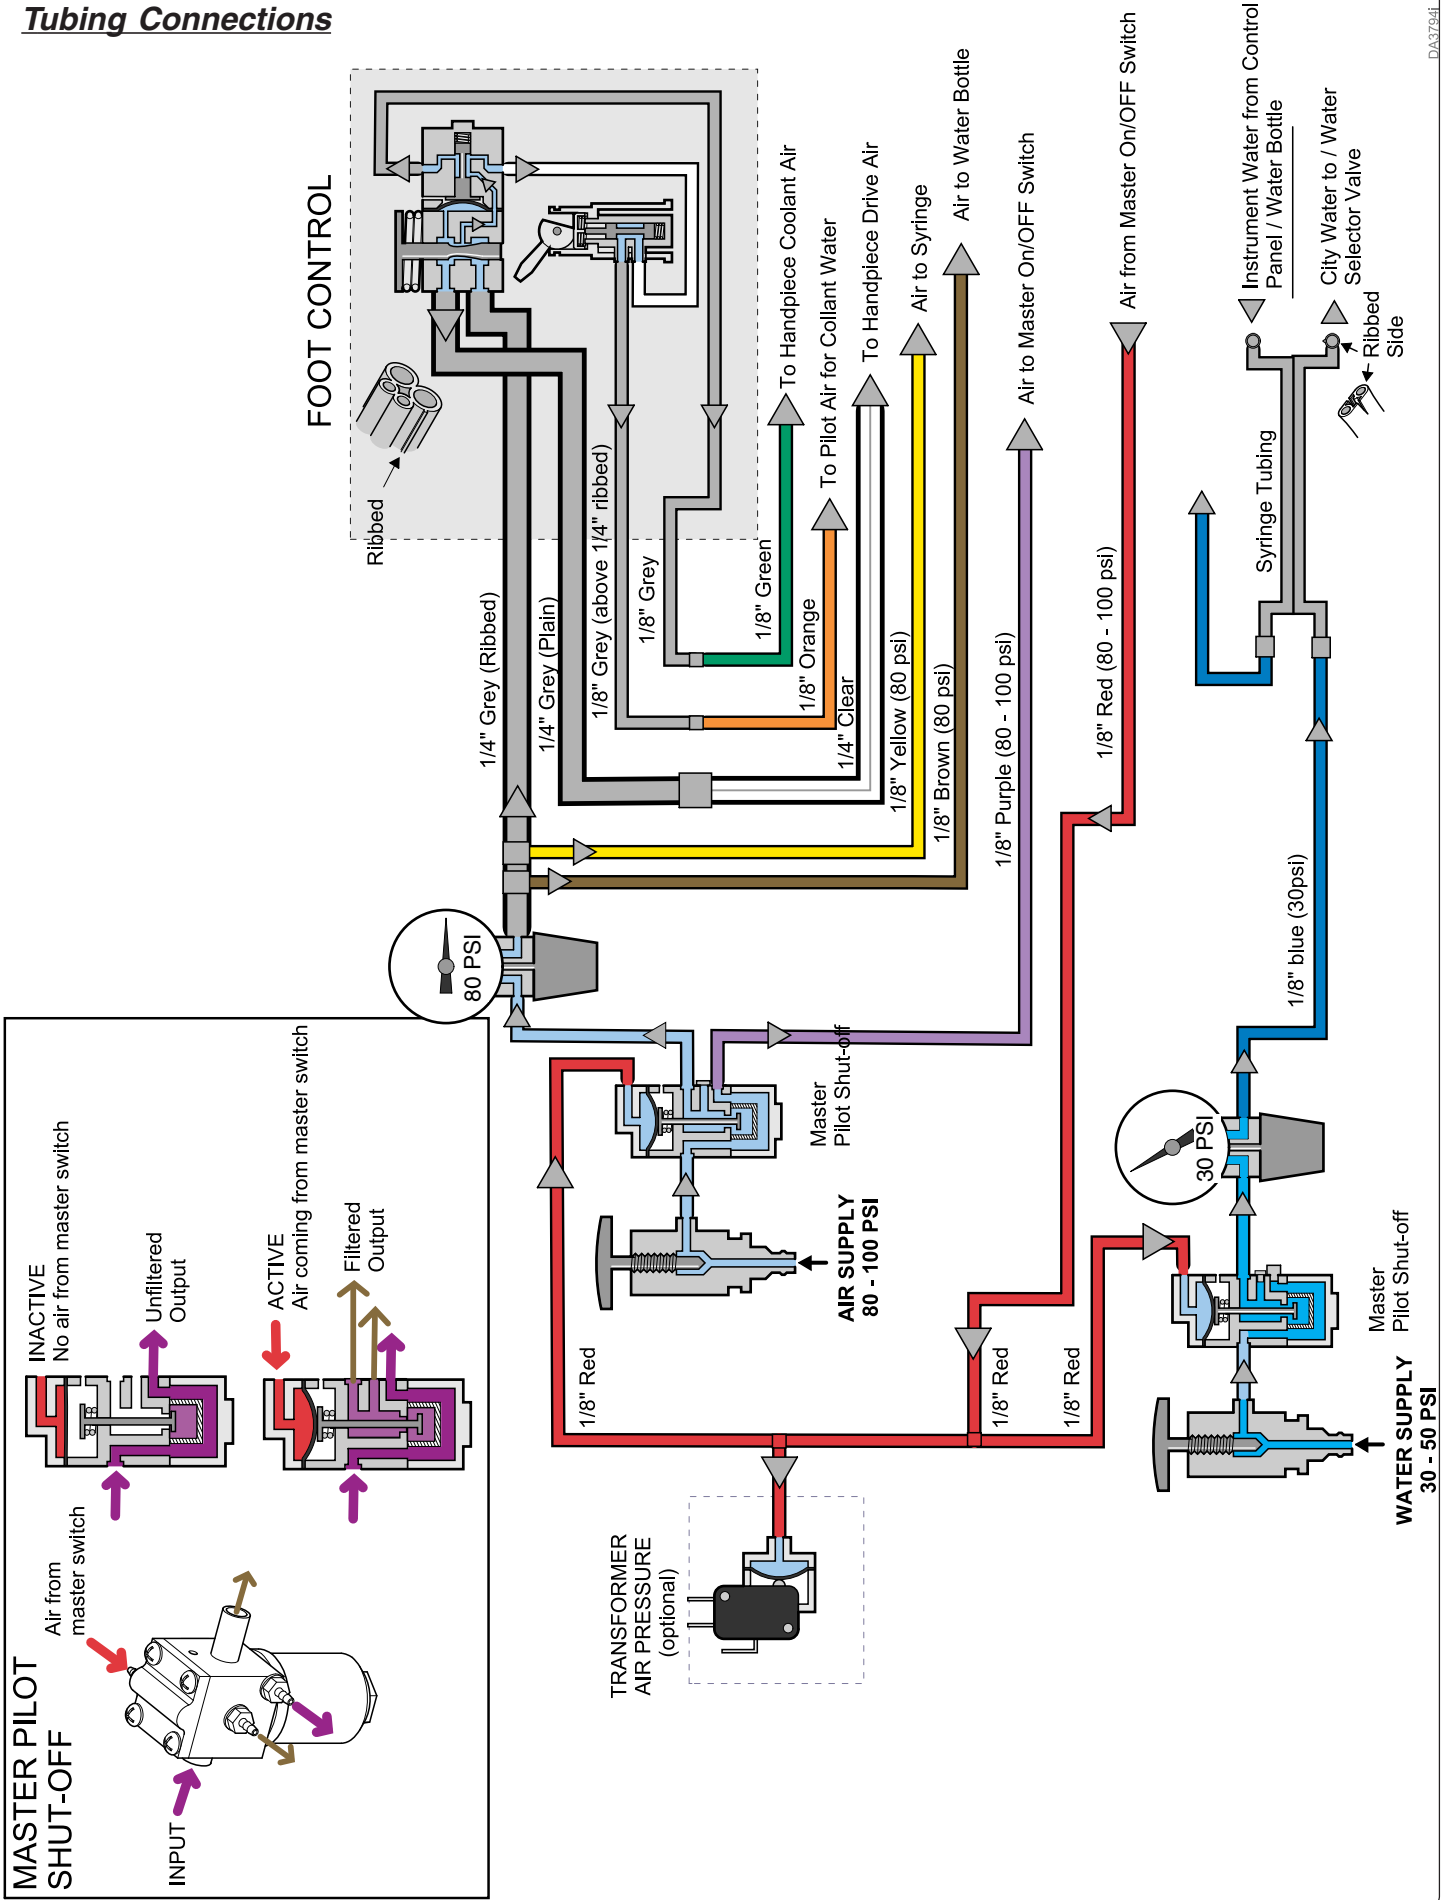 Tubing Connections
DA3794i
MASTER PILOT
SHUT-OFF
INPUT
Air from
master switch
INACTIVE
No air from master switch
Unfiltered
Output
ACTIVE
Air coming from master switch
Filtered
Output
FOOT CONTROL
Ribbed
80 PSI
1/4" Grey (Ribbed)
1/4" Grey (Plain)
1/8" Grey (above 1/4" ribbed)
1/8" Grey
1/8" Green
To Handpiece Coolant Air
1/8" Orange
To Pilot Air for Collant Water
1/4" Clear
To Handpiece Drive Air
1/8" Yellow (80 psi)
Air to Syringe
1/8" Brown (80 psi)
Air to Water Bottle
1/8" Purple (80 - 100 psi)
Air to Master On/OFF Switch
1/8" Red (80 - 100 psi)
Air from Master On/OFF Switch
Master
Pilot Shut-off
AIR SUPPLY
80 - 100 PSI
1/8" Red
1/8" Red
1/8" Red
TRANSFORMER
AIR PRESSURE
(optional)
WATER SUPPLY
30 - 50 PSI
Master
Pilot Shut-off
30 PSI
1/8" blue (30psi)
Syringe Tubing
Instrument Water from Control
Panel / Water Bottle
City Water to / Water
Selector Valve
Ribbed
Side